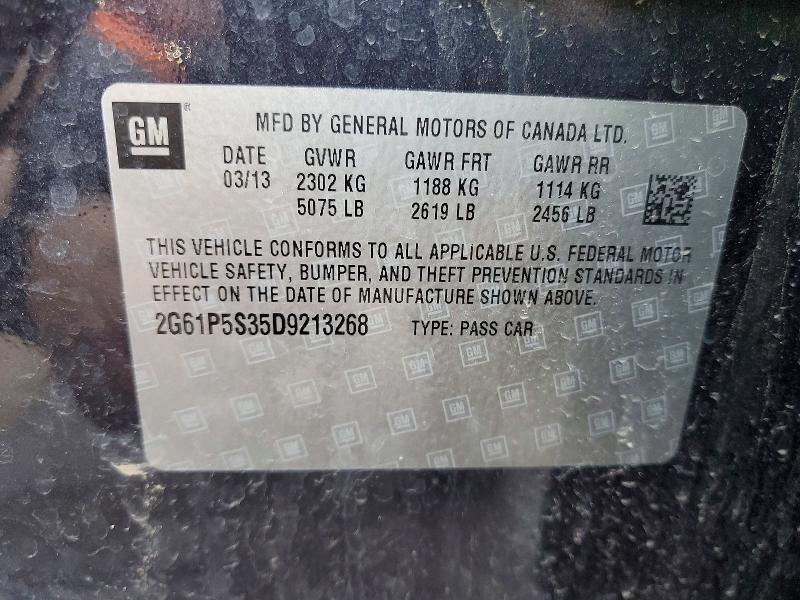 GM ®
MFD BY GENERAL MOTORS OF CANADA LTD.
DATE GVWR GAWR FRT GAWR RR
03/13 2302 KG 1188 KG 1114 KG
5075 LB 2619 LB 2456 LB
THIS VEHICLE CONFORMS TO ALL APPLICABLE U.S. FEDERAL MOTOR
VEHICLE SAFETY, BUMPER, AND THEFT PREVENTION STANDARDS IN
EFFECT ON THE DATE OF MANUFACTURE SHOWN ABOVE.
2G61P5S35D9213268 TYPE: PASS CAR